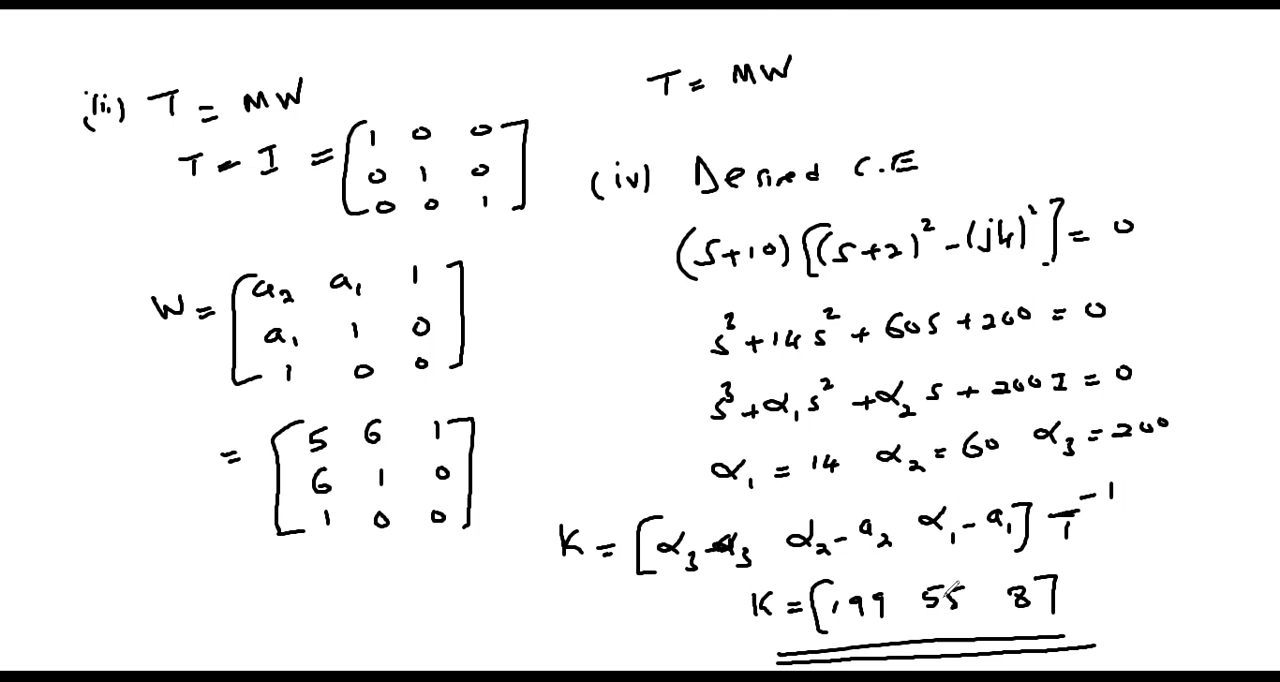 (ii) T = MW
T = I = [1 0 0
0 1 0
0 0 1]
W = [a₂ a₁ 1
a₁ 1 0
1 0 0]
= [5 6 1
6 1 0
1 0 0]
T = MW
(iv) Desired C.E
(s+10)[(s+2)² - (j4)²] = 0
s³ + 14s² + 60s + 200 = 0
s³ + α₁s² + α₂s + 200I = 0
α₁ = 14 α₂ = 60 α₃ = 200
K = [α₃-a₃ α₂-a₂ α₁-a₁] T⁻¹
K = [199 55 8]